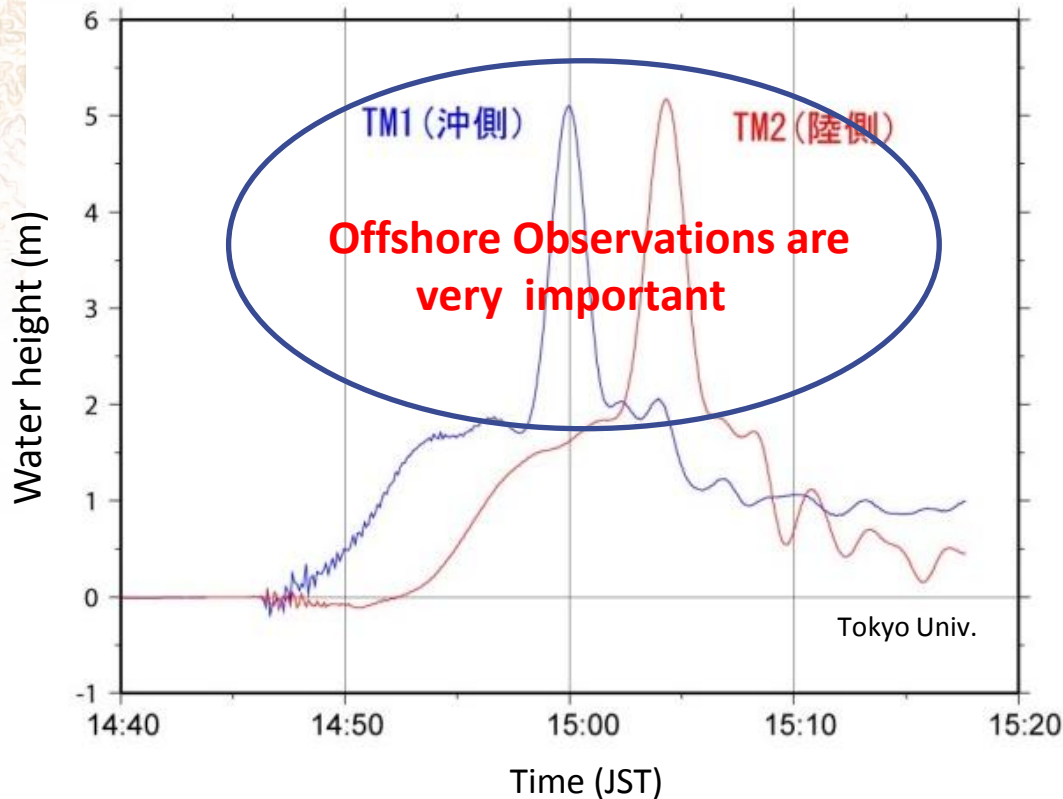 6
5
4
3
2
1
0
-1
Water height (m)
TM1(沖側)
TM2(陸側)
Offshore Observations are
very important
Tokyo Univ.
14:40
14:50
15:00
15:10
15:20
Time (JST)